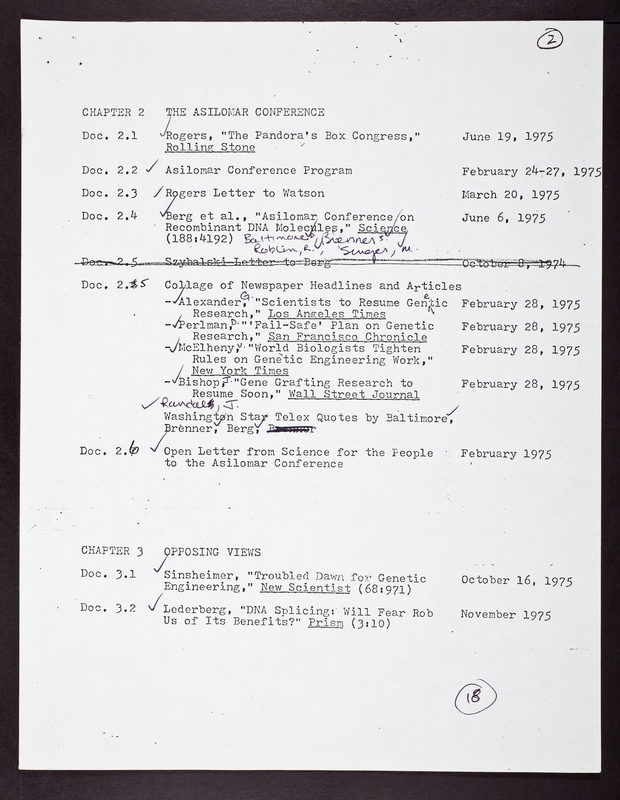 2
CHAPTER 2 THE ASILOMAR CONFERENCE
Doc. 2.1 Rogers, "The Pandora's Box Congress," June 19, 1975
Rolling Stone
Doc. 2.2 Asilomar Conference Program February 24-27, 1975
Doc. 2.3 Rogers Letter to Watson March 20, 1975
Doc. 2.4 Berg et al., "Asilomar Conference on June 6, 1975
Recombinant DNA Molecules," Science
(188:4192) Baltimore, D. Brenner, S.
Roblin, R., Singer, M.
Doc. 2.5 Szybalski Letter to Berg October 8, 1974
Doc. 2.5 Collage of Newspaper Headlines and Articles
-Alexander, G. "Scientists to Resume Genetic February 28, 1975
Research," Los Angeles Times
-Perlman, D. "'Fail-Safe' Plan on Genetic February 28, 1975
Research," San Francisco Chronicle
-McElheny, V. "World Biologists Tighten February 28, 1975
Rules on Genetic Engineering Work,"
New York Times
-Bishop, J. "Gene Grafting Research to February 28, 1975
Resume Soon," Wall Street Journal
Randal, J.
Washington Star Telex Quotes by Baltimore,
Brenner, Berg, Brenner
Doc. 2.6 Open Letter from Science for the People February 1975
to the Asilomar Conference
CHAPTER 3 OPPOSING VIEWS
Doc. 3.1 Sinsheimer, "Troubled Dawn for Genetic October 16, 1975
Engineering," New Scientist (68:971)
Doc. 3.2 Lederberg, "DNA Splicing: Will Fear Rob November 1975
Us of Its Benefits?" Prism (3:10)
18